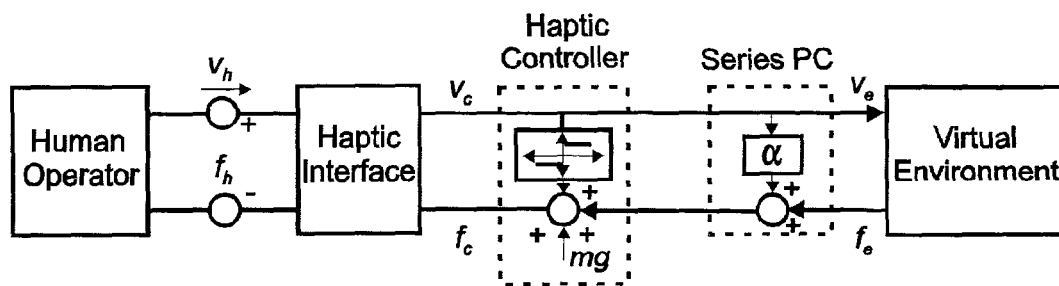 Haptic
Controller
Series PC
v_h
v_c
v_e
+
Human
Operator
Haptic
Interface
α
Virtual
Environment
f_h
-
+
+
+
+
+
f_c
mg
f_e